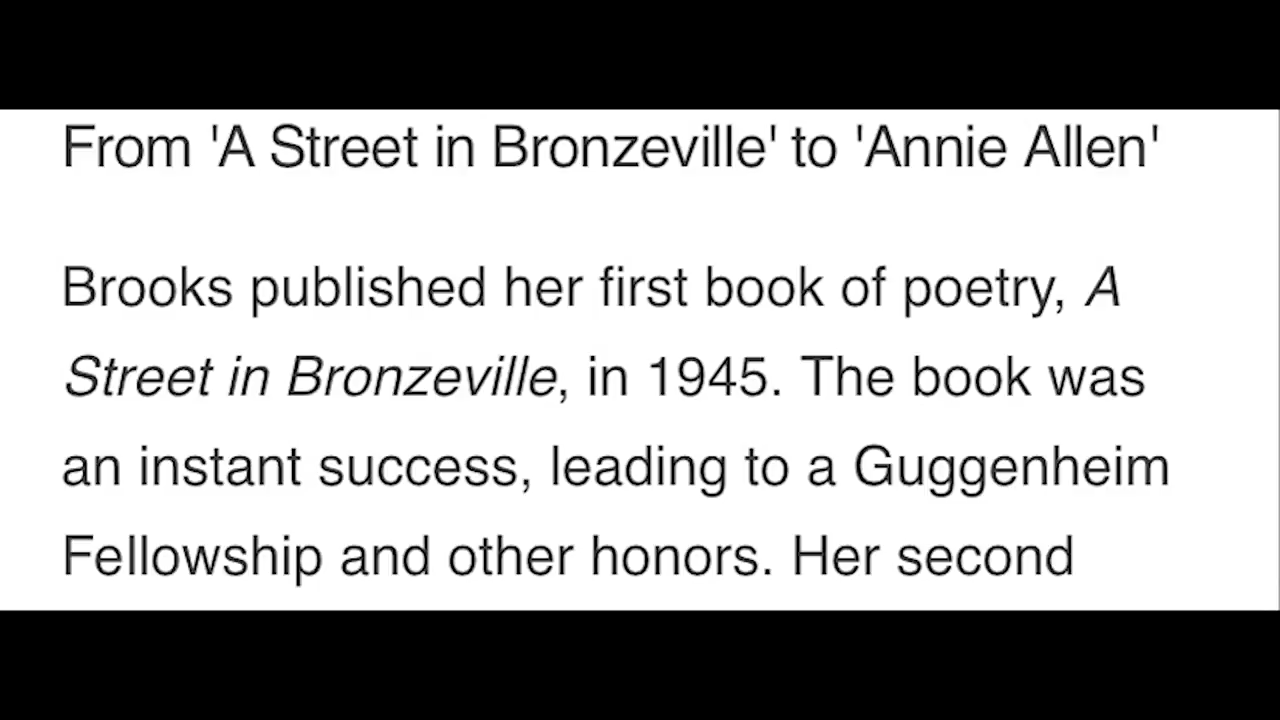 From 'A Street in Bronzeville' to 'Annie Allen'
Brooks published her first book of poetry, A
Street in Bronzeville, in 1945. The book was
an instant success, leading to a Guggenheim
Fellowship and other honors. Her second